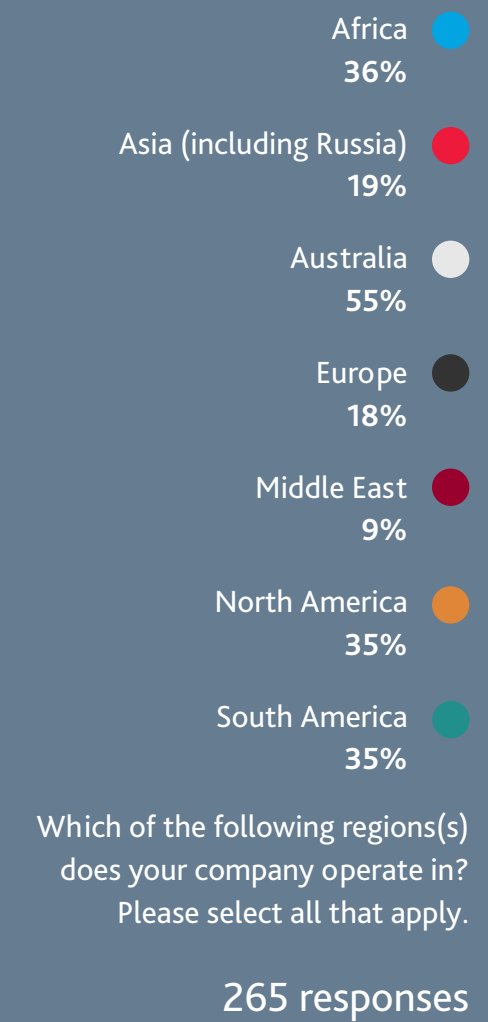 Africa
36%
Asia (including Russia)
19%
Australia
55%
Europe
18%
Middle East
9%
North America
35%
South America
35%
Which of the following regions(s)
does your company operate in?
Please select all that apply.
265 responses